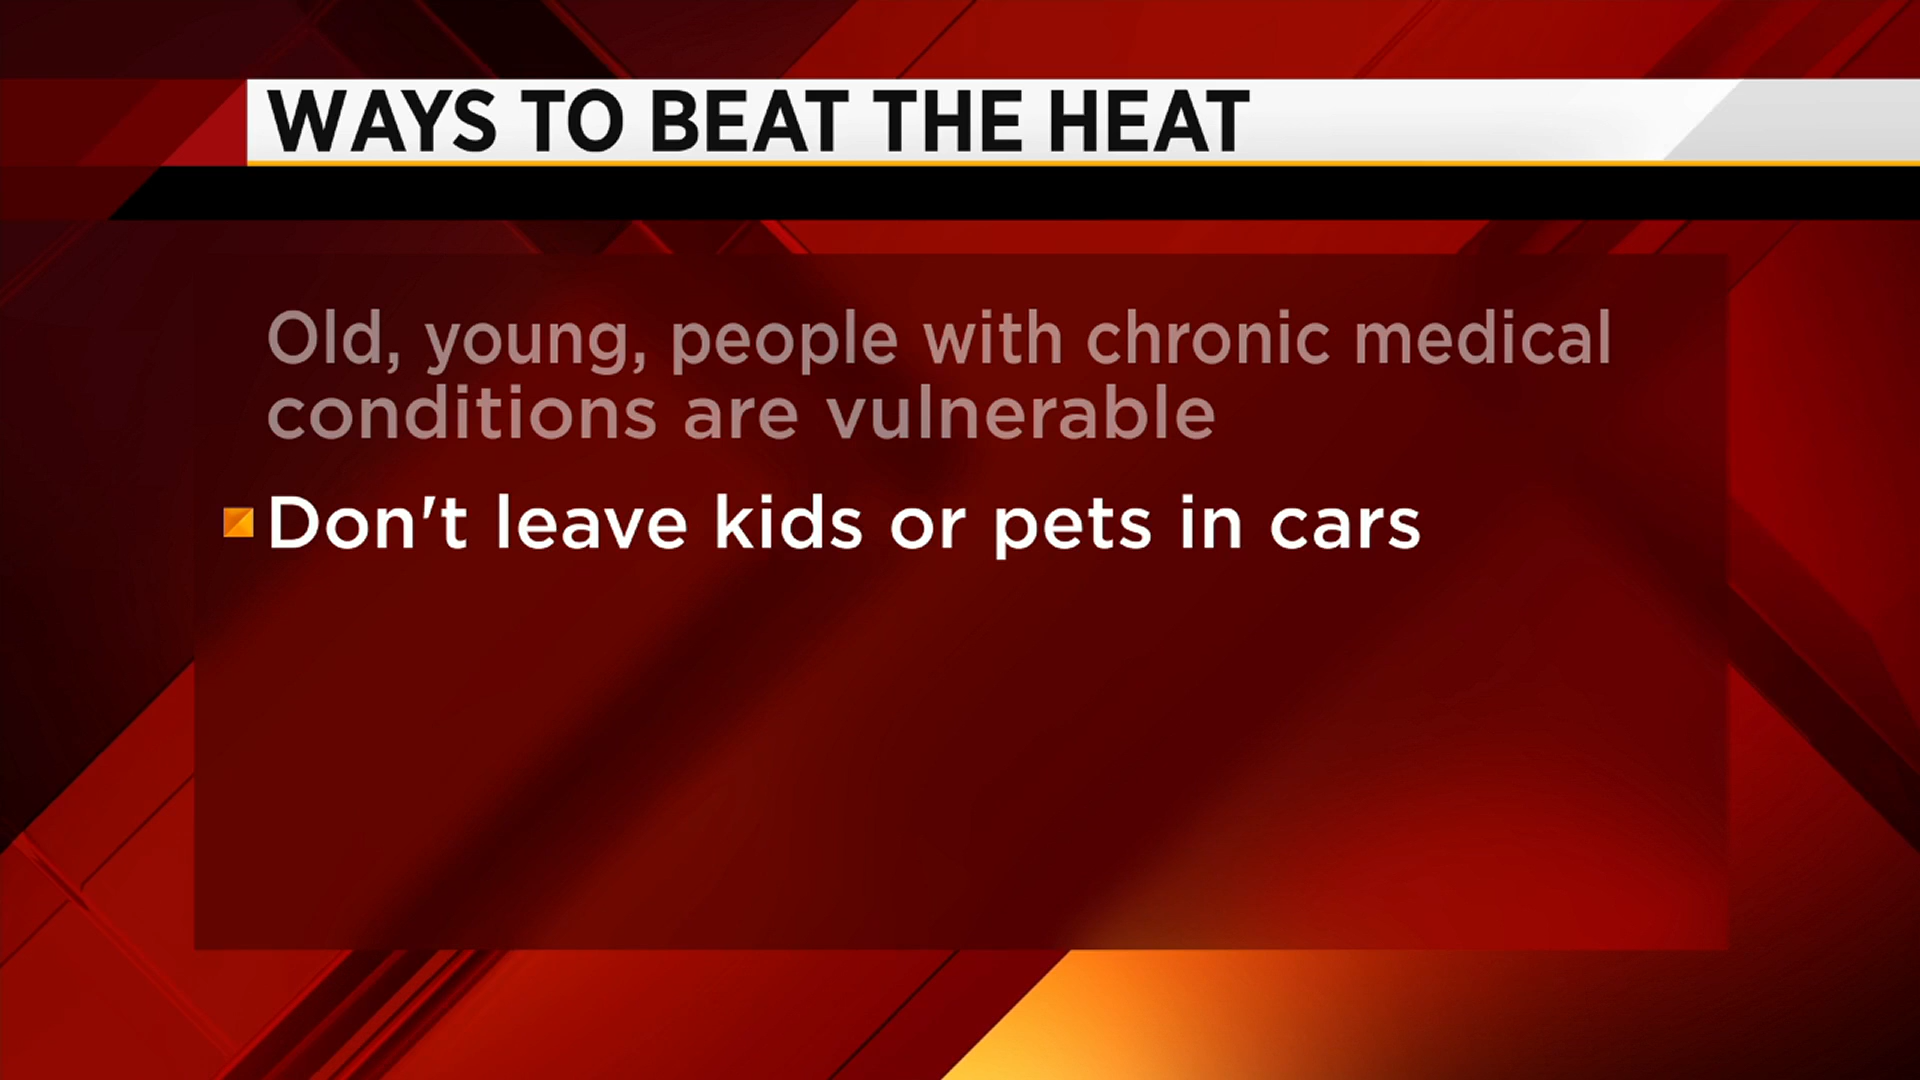 WAYS TO BEAT THE HEAT
Old, young, people with chronic medical
conditions are vulnerable
Don't leave kids or pets in cars